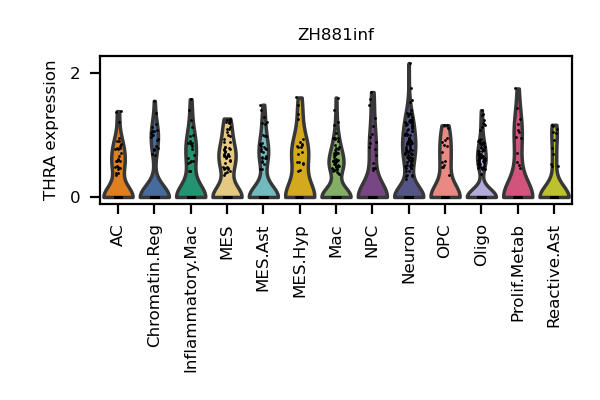 ZH881inf
THRA expression
2
0
AC
Chromatin.Reg
Inflammatory.Mac
MES
MES.Ast
MES.Hyp
Mac
NPC
Neuron
OPC
Oligo
Prolif.Metab
Reactive.Ast